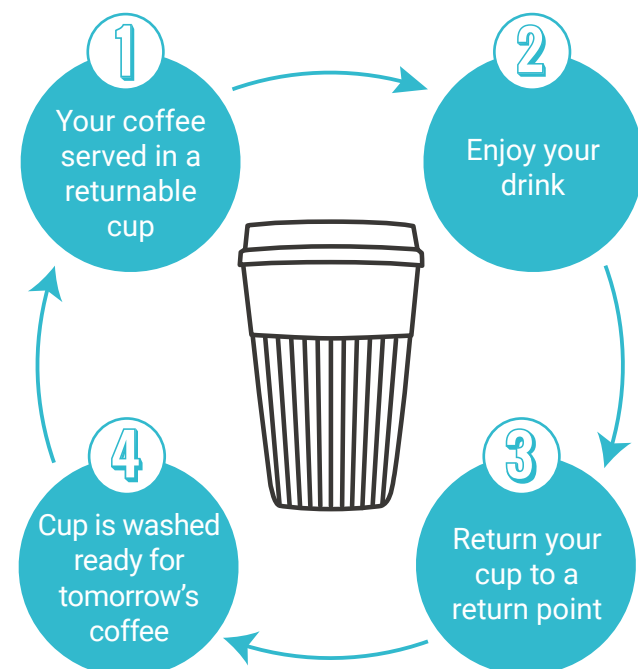 1
Your coffee
served in a
returnable
cup
2
Enjoy your
drink
3
Return your
cup to a
return point
4
Cup is washed
ready for
tomorrow’s
coffee